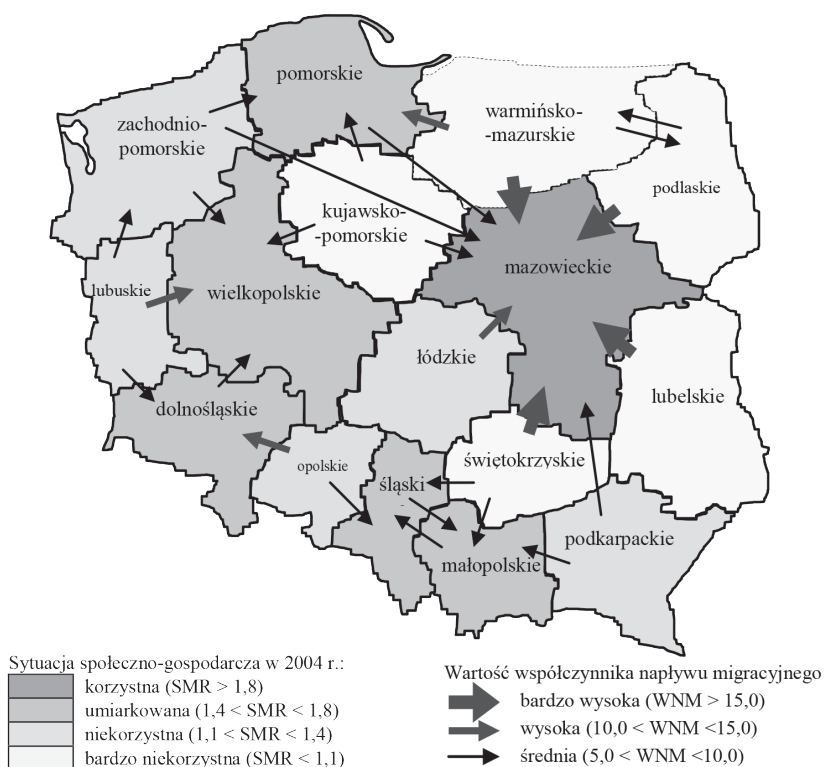 pomorskie
zachodnio-
-pomorskie
warmińsko-
-mazurskie
podlaskie
kujawsko-
-pomorskie
mazowieckie
lubuskie
wielkopolskie
łódzkie
lubelskie
dolnośląskie
opolskie
śląski
świętokrzyskie
małopolskie
podkarpackie
Sytuacja społeczno-gospodarcza w 2004 r.:
korzystna (SMR > 1,8)
umiarkowana (1,4 < SMR < 1,8)
niekorzystna (1,1 < SMR < 1,4)
bardzo niekorzystna (SMR < 1,1)
Wartość współczynnika napływu migracyjnego
bardzo wysoka (WNM > 15,0)
wysoka (10,0 < WNM <15,0)
średnia (5,0 < WNM <10,0)